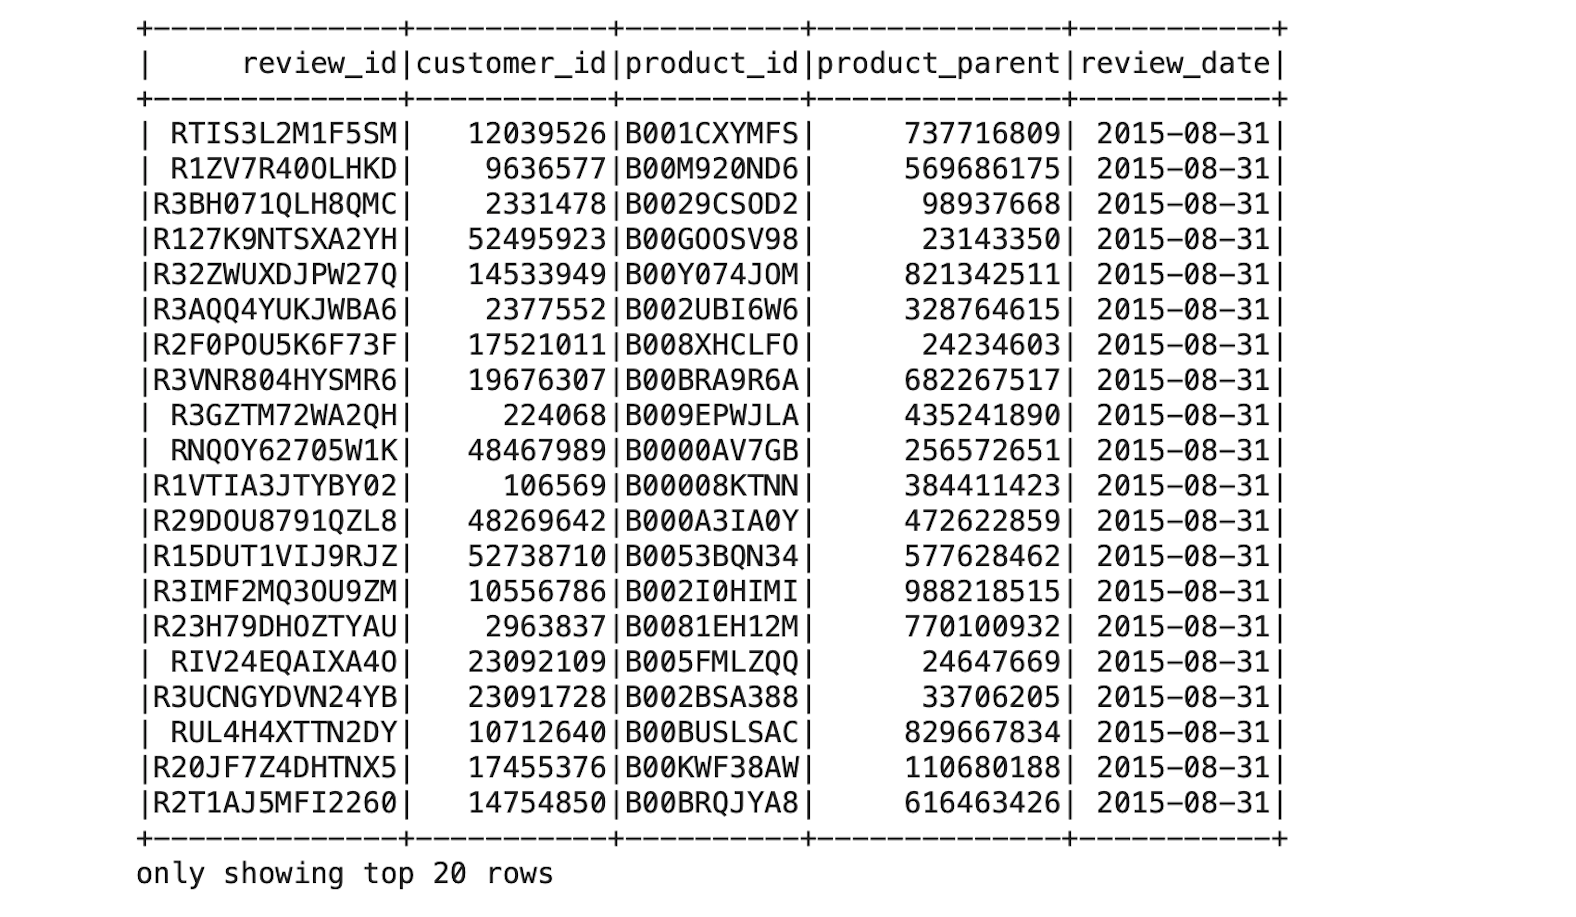 +--------------+-----------+----------+--------------+-----------+
|     review_id|customer_id|product_id|product_parent|review_date|
+--------------+-----------+----------+--------------+-----------+
| RTIS3L2M1F5SM|   12039526|B001CXYMFS|     737716809| 2015-08-31|
| R1ZV7R40OLHKD|    9636577|B00M920ND6|     569686175| 2015-08-31|
|R3BH071QLH8QMC|    2331478|B0029CSOD2|      98937668| 2015-08-31|
|R127K9NTSXA2YH|   52495923|B00GOOSV98|      23143350| 2015-08-31|
|R32ZWUXDJPW27Q|   14533949|B00Y074JOM|     821342511| 2015-08-31|
|R3AQQ4YUKJWBA6|    2377552|B002UBI6W6|     328764615| 2015-08-31|
|R2F0POU5K6F73F|   17521011|B008XHCLFO|      24234603| 2015-08-31|
|R3VNR804HYSMR6|   19676307|B00BRA9R6A|     682267517| 2015-08-31|
| R3GZTM72WA2QH|     224068|B009EPWJLA|     435241890| 2015-08-31|
| RNQOY62705W1K|   48467989|B0000AV7GB|     256572651| 2015-08-31|
|R1VTIA3JTYBY02|     106569|B00008KTNN|     384411423| 2015-08-31|
|R29DOU8791QZL8|   48269642|B000A3IA0Y|     472622859| 2015-08-31|
|R15DUT1VIJ9RJZ|   52738710|B0053BQN34|     577628462| 2015-08-31|
|R3IMF2MQ3OU9ZM|   10556786|B002I0HIMI|     988218515| 2015-08-31|
|R23H79DHOZTYAU|    2963837|B0081EH12M|     770100932| 2015-08-31|
| RIV24EQAIXA4O|   23092109|B005FMLZQQ|      24647669| 2015-08-31|
|R3UCNGYDVN24YB|   23091728|B002BSA388|      33706205| 2015-08-31|
| RUL4H4XTTN2DY|   10712640|B00BUSLSAC|     829667834| 2015-08-31|
|R20JF7Z4DHTNX5|   17455376|B00KWF38AW|     110680188| 2015-08-31|
|R2T1AJ5MFI2260|   14754850|B00BRQJYA8|     616463426| 2015-08-31|
+--------------+-----------+----------+--------------+-----------+
only showing top 20 rows